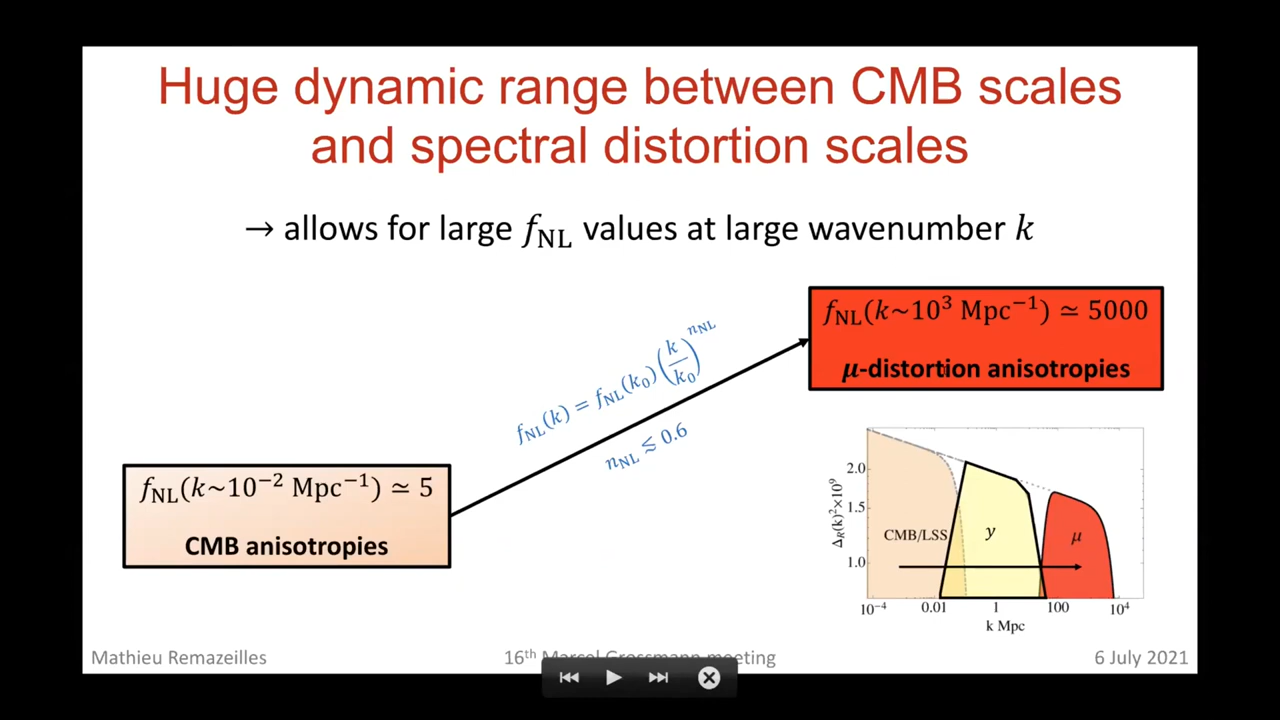 Huge dynamic range between CMB scales
and spectral distortion scales
→ allows for large f_NL values at large wavenumber k
f_NL(k~10³ Mpc⁻¹) ≃ 5000
μ-distortion anisotropies
f_NL(k) = f_NL(k₀) (k/k₀)^n_NL
n_NL ≲ 0.6
f_NL(k~10⁻² Mpc⁻¹) ≃ 5
CMB anisotropies
Δ_R(k)²×10⁹
2.0
1.5
1.0
CMB/LSS
y
μ
10⁻⁴ 0.01 1 100 10⁴
k Mpc
Mathieu Remazeilles
16th Marcel Grossmann meeting
6 July 2021